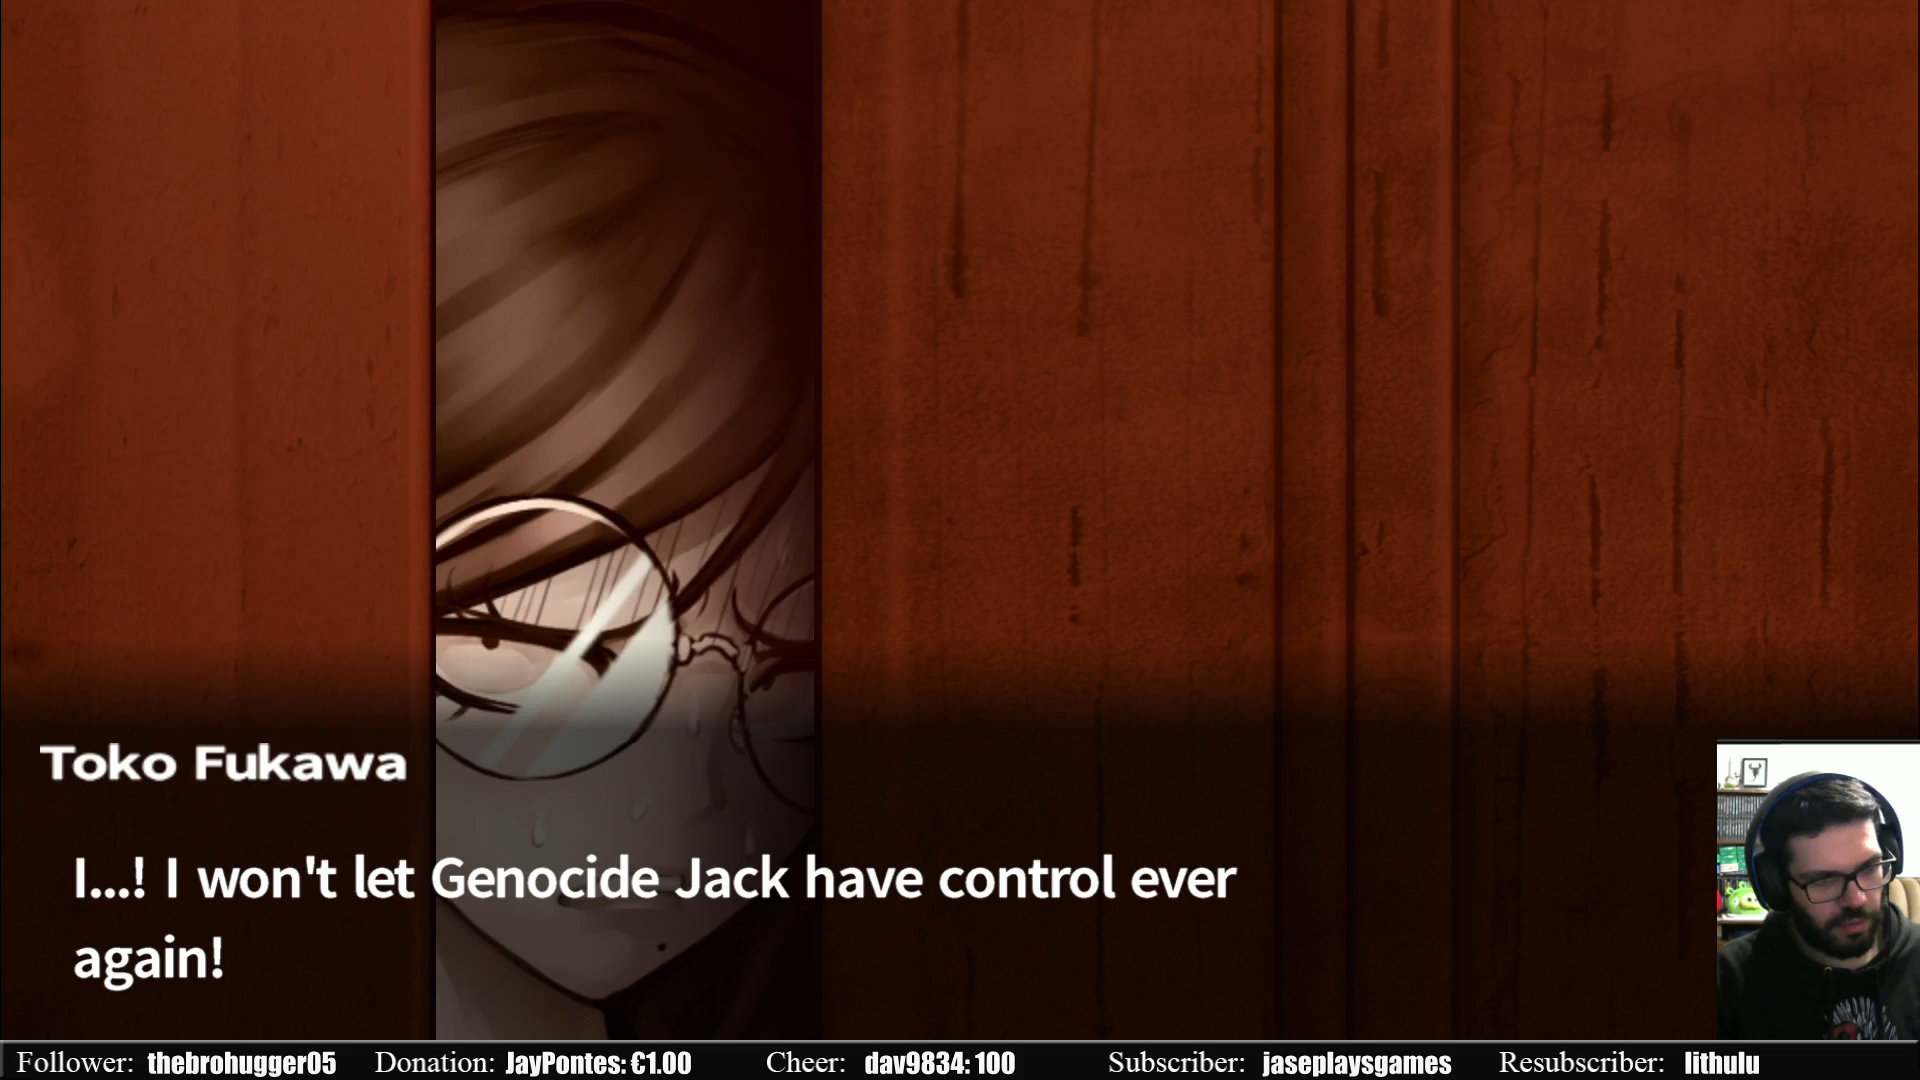 Toko Fukawa
I...! I won't let Genocide Jack have control ever
again!
Follower: thebrohugger05 Donation: JayPontes: €1.00 Cheer: dav9834: 100 Subscriber: jaseplaysgames Resubscriber: lithulu